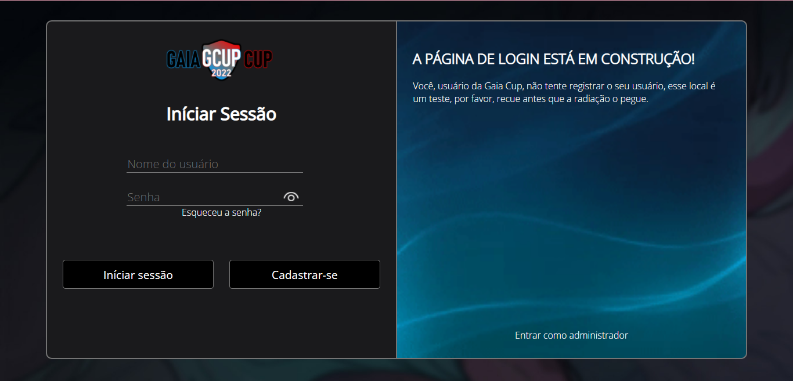 GAIA GCUP CUP
2022
Iníciar Sessão
Nome do usuário
Senha
Esqueceu a senha?
Iníciar sessão
Cadastrar-se
A PÁGINA DE LOGIN ESTÁ EM CONSTRUÇÃO!
Você, usuário da Gaia Cup, não tente registrar o seu usuário, esse local é
um teste, por favor, recue antes que a radiação o pegue.
Entrar como administrador